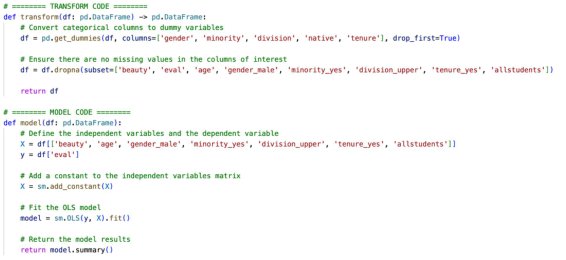 # ======== TRANSFORM CODE ========
def transform(df: pd.DataFrame) -> pd.DataFrame:
    # Convert categorical columns to dummy variables
    df = pd.get_dummies(df, columns=['gender', 'minority', 'division', 'native', 'tenure'], drop_first=True)

    # Ensure there are no missing values in the columns of interest
    df = df.dropna(subset=['beauty', 'eval', 'age', 'gender_male', 'minority_yes', 'division_upper', 'tenure_yes', 'allstudents'])

    return df

# ======== MODEL CODE ========
def model(df: pd.DataFrame):
    # Define the independent variables and the dependent variable
    X = df[['beauty', 'age', 'gender_male', 'minority_yes', 'division_upper', 'tenure_yes', 'allstudents']]
    y = df['eval']

    # Add a constant to the independent variables matrix
    X = sm.add_constant(X)

    # Fit the OLS model
    model = sm.OLS(y, X).fit()

    # Return the model results
    return model.summary()